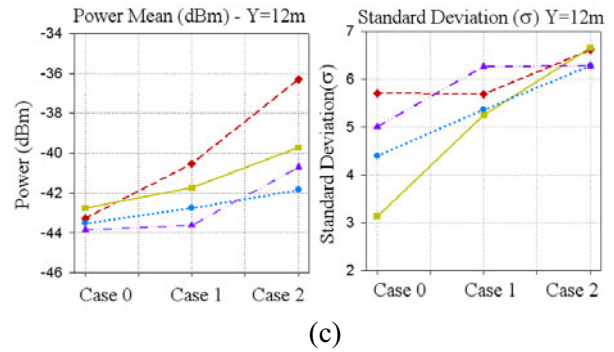 Power Mean (dBm) - Y=12m
Power (dBm)
-34
-36
-38
-40
-42
-44
-46
Case 0 Case 1 Case 2
Standard Deviation (σ) Y=12m
Standard Deviation(σ)
7
6
5
4
3
2
Case 0 Case 1 Case 2
(c)